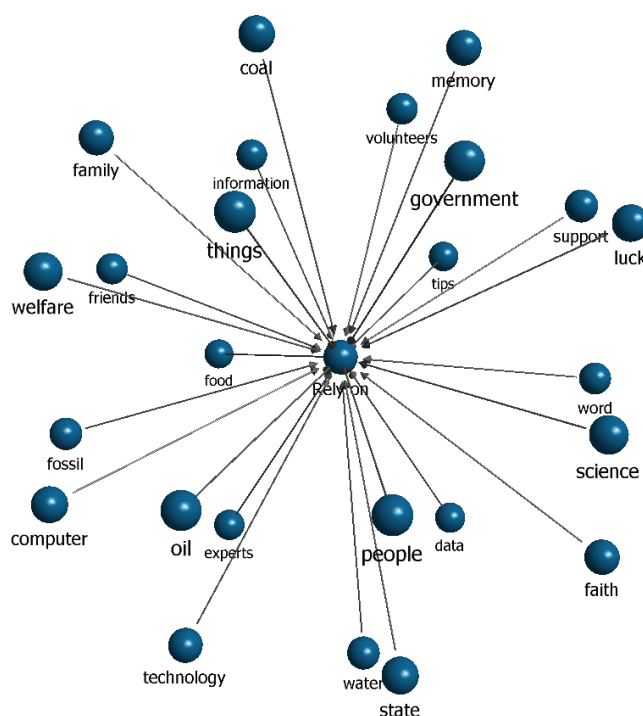 coal
memory
volunteers
family
information
government
things
support
luck
welfare
friends
tips
food
Rely on
word
fossil
science
computer
oil
experts
people
data
faith
technology
water
state